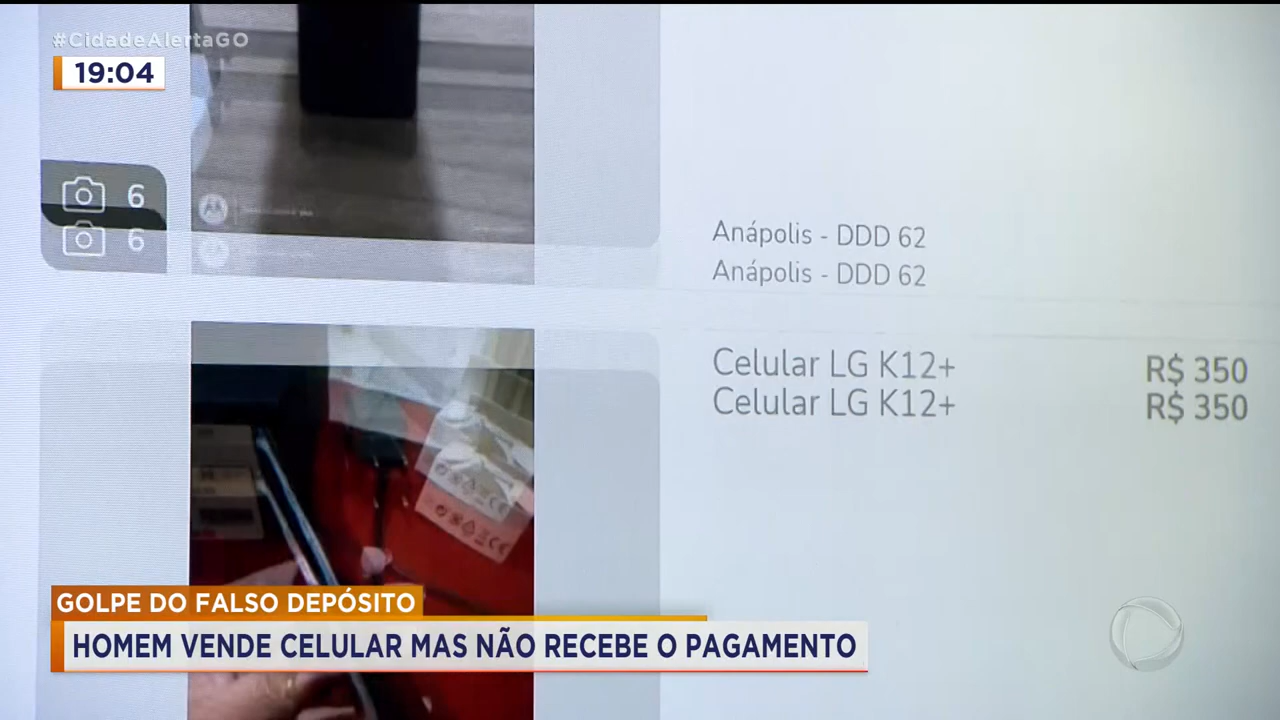 #CidadeAlertaGO
19:04
6
6
Anápolis - DDD 62
Anápolis - DDD 62
Celular LG K12+
R$ 350
Celular LG K12+
R$ 350
GOLPE DO FALSO DEPÓSITO
HOMEM VENDE CELULAR MAS NÃO RECEBE O PAGAMENTO